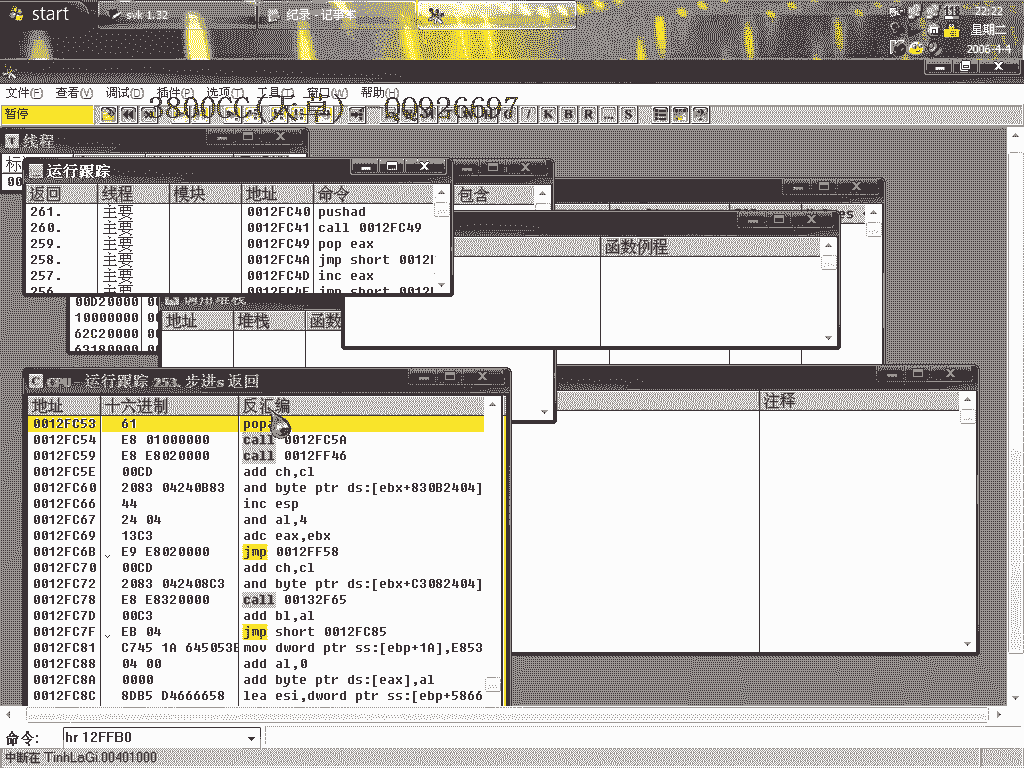 start
svk 1.32
纪录 - 记事本
118
22:22
星期二
2006-4-4
文件(F) 查看(V) 调试(D) 插件(P) 选项(T) 工具(I) 窗口(W) 帮助(H)
3800CC(天草) QQ926697
暂停
/ K B R ... S
线程
运行跟踪
返回 线程 模块 地址 命令
261. 主要 0012FC40 pushad
260. 主要 0012FC41 call 0012FC49
259. 主要 0012FC49 pop eax
258. 主要 0012FC4A jmp short 0012
257. 主要 0012FC4D inc eax
256. 主要 0012FC4F jmp short 0012
包含
函数例程
00D20000
10000000
62C20000
63180000
调用堆栈
地址 堆栈 函数
注释
CPU - 运行跟踪 253. 步进s 返回
地址 十六进制 反汇编
0012FC53 61 popa
0012FC54 E8 01000000 call 0012FC5A
0012FC59 E8 E8020000 call 0012FF46
0012FC5E 00CD add ch,cl
0012FC60 2083 04240B83 and byte ptr ds:[ebx+830B2404]
0012FC66 44 inc esp
0012FC67 24 04 and al,4
0012FC69 13C3 adc eax,ebx
0012FC6B E9 E8020000 jmp 0012FF58
0012FC70 00CD add ch,cl
0012FC72 2083 042408C3 and byte ptr ds:[ebx+C3082404]
0012FC78 E8 E8320000 call 00132F65
0012FC7D 00C3 add bl,al
0012FC7F EB 04 jmp short 0012FC85
0012FC81 C745 1A 645053E mov dword ptr ss:[ebp+1A],E853
0012FC88 04 00 add al,0
0012FC8A 0000 add byte ptr ds:[eax],al
0012FC8C 8DB5 D4666658 lea esi,dword ptr ss:[ebp+5866
命令: hr 12FFB0
中断在 TinhLaGi.00401000